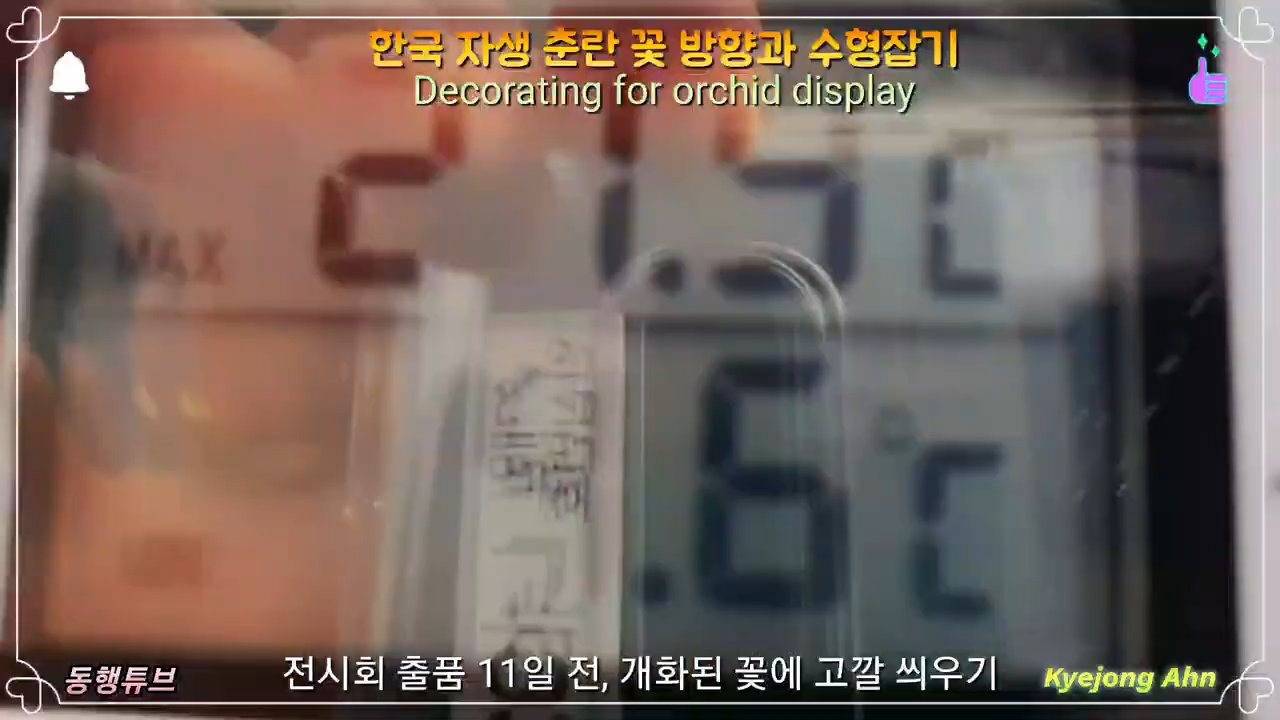 한국 자생 춘란 꽃 방향과 수형잡기
Decorating for orchid display
MAX
℃
.6 ℃
전시회 출품 11일 전, 개화된 꽃에 고깔 씌우기
동행튜브
Kyejong Ahn